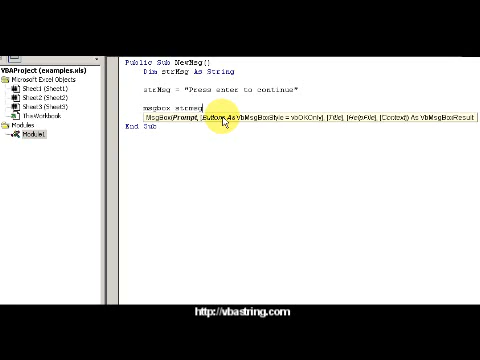 VBAProject (examples.xls)
Microsoft Excel Objects
Sheet1 (Sheet1)
Sheet2 (Sheet2)
Sheet3 (Sheet3)
ThisWorkbook
Modules
Module1
Public Sub NewMsg()
Dim strMsg As String
strMsg = "Press enter to continue"
msgbox strmsg
MsgBox(Prompt, [Buttons As VbMsgBoxStyle = vbOKOnly], [Title], [HelpFile], [Context]) As VbMsgBoxResult
End Sub
http://vbastring.com